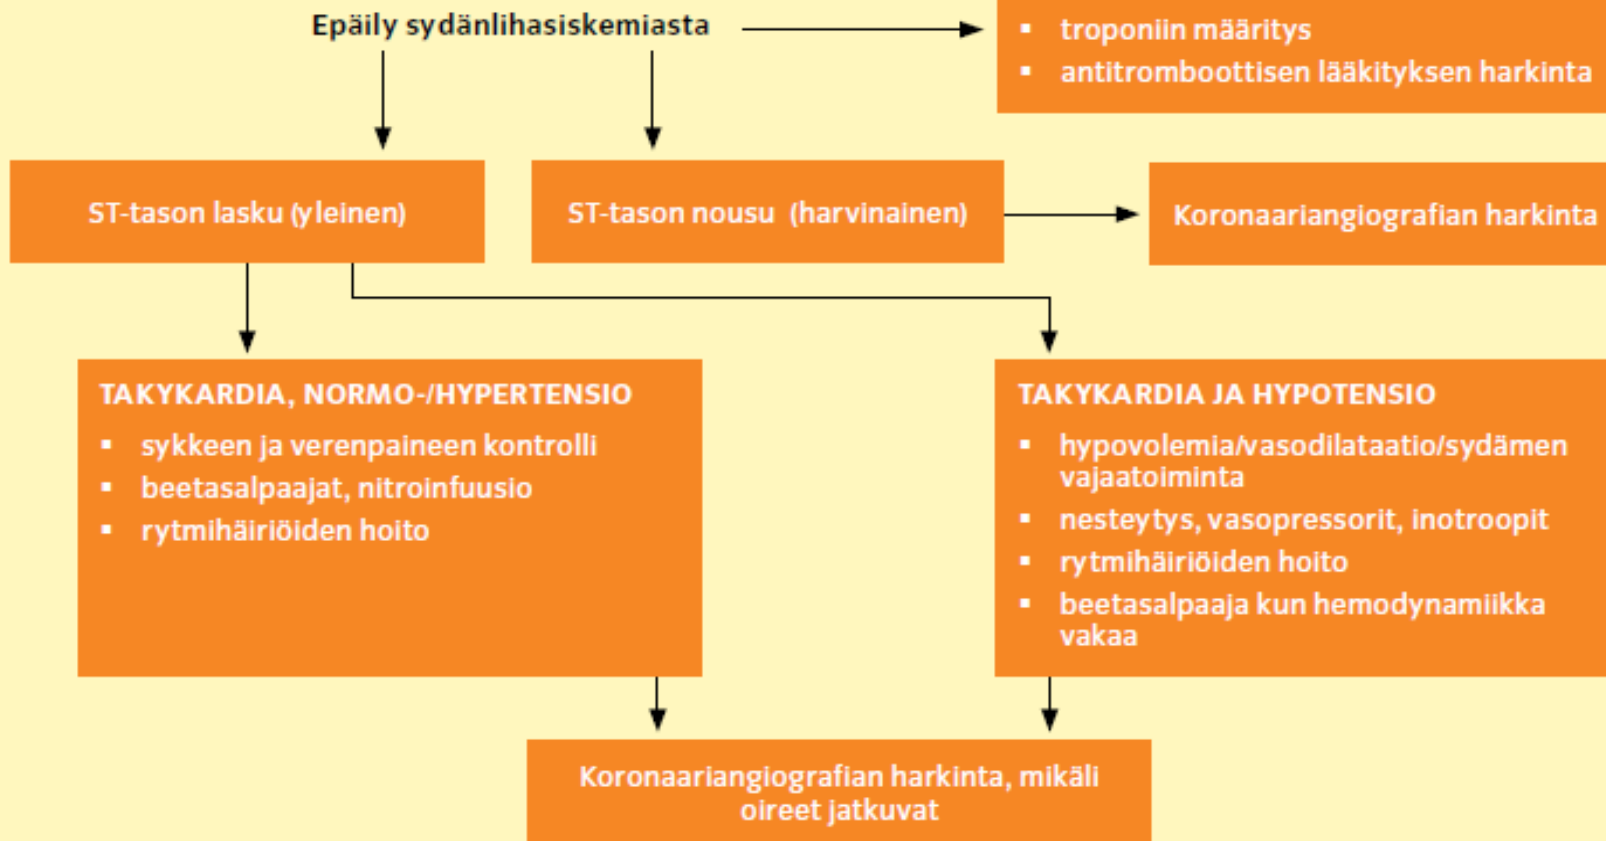 Epäily sydänlihasiskemiasta
▪ troponiin määritys
▪ antitromboottisen lääkityksen harkinta
ST-tason lasku (yleinen)
ST-tason nousu (harvinainen)
Koronaariangiografian harkinta
TAKYKARDIA, NORMO-/HYPERTENSIO
▪ sykkeen ja verenpaineen kontrolli
▪ beetasalpaajat, nitroinfuusio
▪ rytmihäiriöiden hoito
TAKYKARDIA JA HYPOTENSIO
▪ hypovolemia/vasodilataatio/sydämen
vajaatoiminta
▪ nesteytys, vasopressorit, inotroopit
▪ rytmihäiriöiden hoito
▪ beetasalpaaja kun hemodynamiikka
vakaa
Koronaariangiografian harkinta, mikäli
oireet jatkuvat